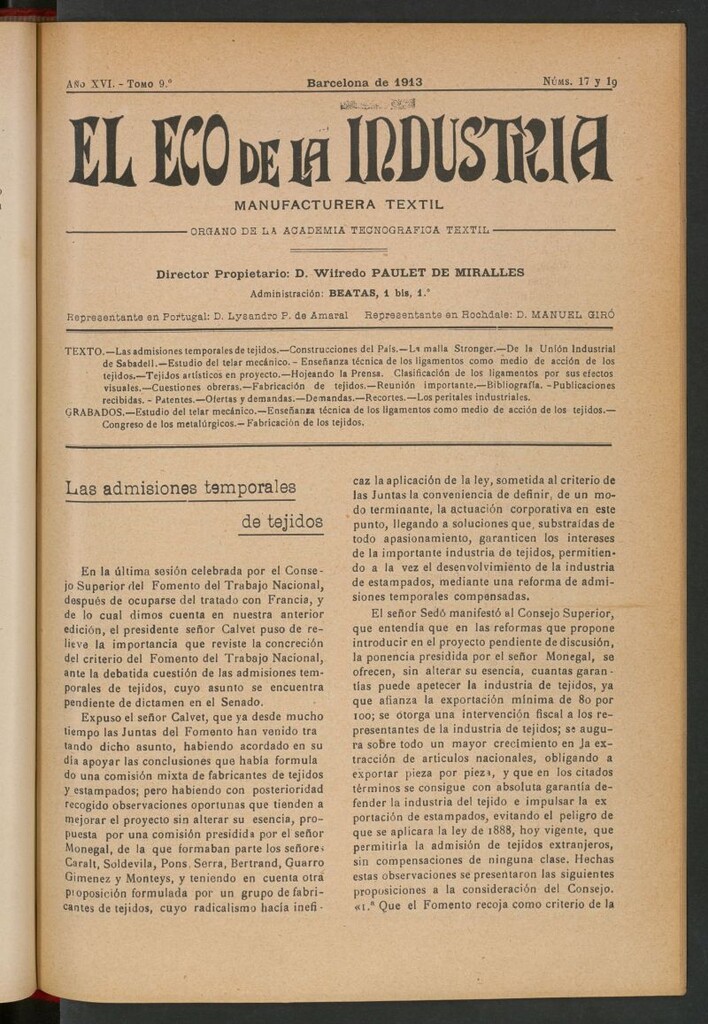 Año XVI. - Tomo 9.º
Barcelona de 1913
Núms. 17 y 19
EL ECO DE LA INDUSTRIA
MANUFACTURERA TEXTIL
ORGANO DE LA ACADEMIA TECNOGRAFICA TEXTIL
Director Propietario: D. Wifredo PAULET DE MIRALLES
Administración: BEATAS, 1 bis, 1.º
Representante en Portugal: D. Lysandro P. de Amaral Representante en Rochdale: D. MANUEL GIRÓ
TEXTO.—Las admisiones temporales de tejidos.—Construcciones del País.—La malla Stronger.—De la Unión Industrial
de Sabadell.—Estudio del telar mecánico. - Enseñanza técnica de los ligamentos como medio de acción de los
tejidos.—Tejidos artísticos en proyecto.—Hojeando la Prensa. Clasificación de los ligamentos por sus efectos
visuales.—Cuestiones obreras.—Fabricación de tejidos.—Reunión importante.—Bibliografía. -Publicaciones
recibidas. - Patentes.—Ofertas y demandas.—Demandas.—Recortes.—Los peritales industriales.
GRABADOS.—Estudio del telar mecánico.—Enseñanza técnica de los ligamentos como medio de acción de los tejidos.—
Congreso de los metalúrgicos.—Fabricación de los tejidos.
Las admisiones temporales
de tejidos
En la última sesión celebrada por el Conse-
jo Superior del Fomento del Trabajo Nacional,
después de ocuparse del tratado con Francia, y
de lo cual dimos cuenta en nuestra anterior
edición, el presidente señor Calvet puso de re-
lieve la importancia que reviste la concreción
del criterio del Fomento del Trabajo Nacional,
ante la debatida cuestión de las admisiones tem-
porales de tejidos, cuyo asunto se encuentra
pendiente de dictamen en el Senado.
Expuso el señor Calvet, que ya desde mucho
tiempo las Juntas del Fomento han venido tra
tando dicho asunto, habiendo acordado en su
día apoyar las conclusiones que había formula
do una comisión mixta de fabricantes de tejidos
y estampados; pero habiendo con posterioridad
recogido observaciones oportunas que tienden a
mejorar el proyecto sin alterar su esencia, pro-
puesta por una comisión presidida por el señor
Monegal, de la que formaban parte los señores
Caralt, Soldevila, Pons. Serra, Bertrand, Guarro
Gimenez y Monteys, y teniendo en cuenta otra
proposición formulada por un grupo de fabri-
cantes de tejidos, cuyo radicalismo hacía inefi-
caz la aplicación de la ley, sometida al criterio de
las Juntas la conveniencia de definir, de un mo-
do terminante, la actuación corporativa en este
punto, llegando a soluciones que, substraídas de
todo apasionamiento, garanticen los intereses
de la importante industria de tejidos, permitien-
do a la vez el desenvolvimiento de la industria
de estampados, mediante una reforma de admi-
siones temporales compensadas.
El señor Sedó manifestó al Consejo Superior,
que entendía que en las reformas que propone
introducir en el proyecto pendiente de discusión,
la ponencia presidida por el señor Monegal, se
ofrecen, sin alterar su esencia, cuantas garan-
tías puede apetecer la industria de tejidos, ya
que afianza la exportación mínima de 80 por
100; se otorga una intervención fiscal a los re-
presentantes de la industria de tejidos; se augu-
ra sobre todo un mayor crecimiento en la ex-
tracción de articulos nacionales, obligando a
exportar pieza por pieza, y que en los citados
términos se consigue con absoluta garantía de-
fender la industria del tejido e impulsar la ex
portación de estampados, evitando el peligro de
que se aplicara la ley de 1888, hoy vigente, que
permitiría la admisión de tejidos extranjeros,
sin compensaciones de ninguna clase. Hechas
estas observaciones se presentaron las siguientes
proposiciones a la consideración del Consejo.
«1.ª Que el Fomento recoja como criterio de la